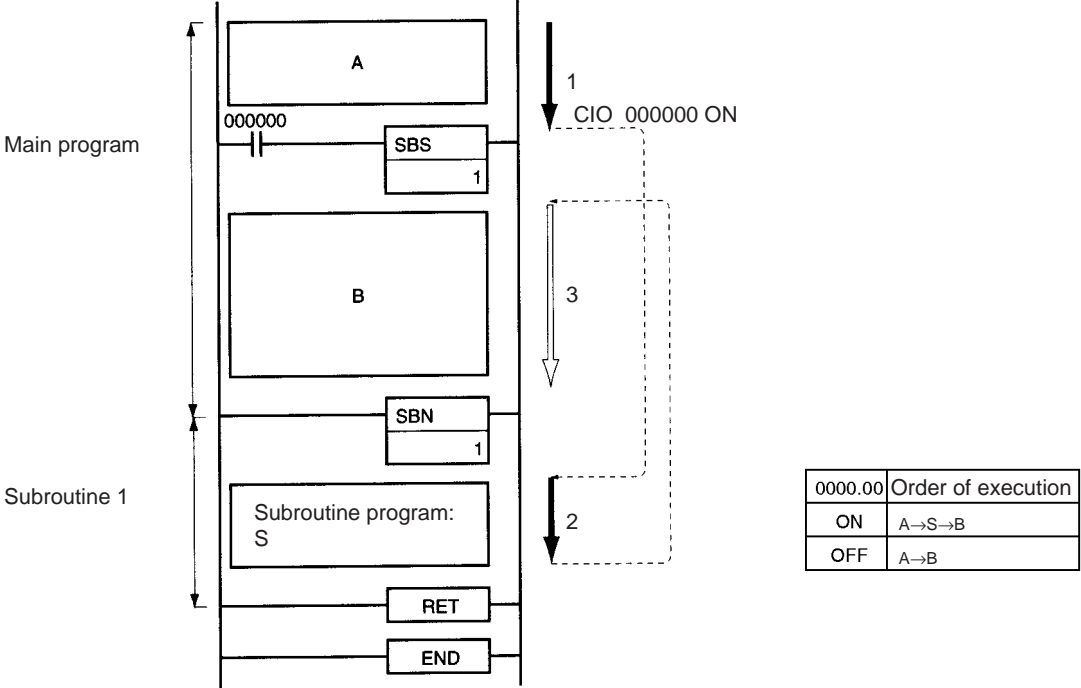 A
1
000000
CIO 000000 ON
Main program
SBS
1
B
3
SBN
1
Subroutine 1
Subroutine program:
S
2
0000.00 Order of execution
ON A→S→B
OFF A→B
RET
END